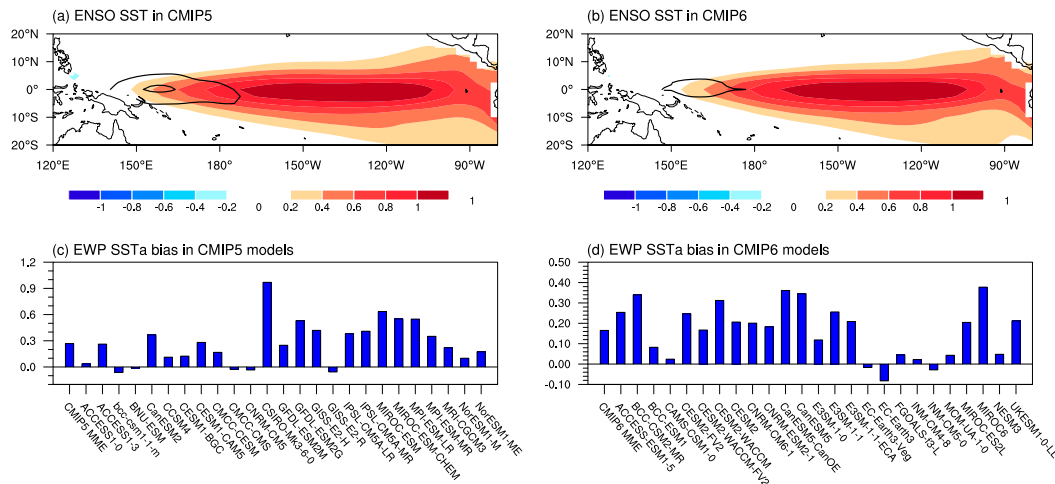 (a) ENSO SST in CMIP5
20°N
10°N
0°
10°S
20°S
120°E 150°E 180° 150°W 120°W 90°W
-1 -0.8 -0.6 -0.4 -0.2 0 0.2 0.4 0.6 0.8 1 1
(b) ENSO SST in CMIP6
20°N
10°N
0°
10°S
20°S
120°E 150°E 180° 150°W 120°W 90°W
-1 -0.8 -0.6 -0.4 -0.2 0 0.2 0.4 0.6 0.8 1 1
(c) EWP SSTa bias in CMIP5 models
1.2
0.9
0.6
0.3
0.0
CMIP5 MME
ACCESS1-0
ACCESS1-3
bcc-csm1-1-m
BNU-ESM
CanESM2
CCSM4
CESM1-BGC
CESM1-CAM5
CMCC-CM
CMCC-CMS
CNRM-CM5
CSIRO-Mk3-6-0
GFDL-ESM2M
GFDL-ESM2G
GISS-E2-H
GISS-E2-R
IPSL-CM5A-LR
IPSL-CM5A-MR
MIROC-ESM
MIROC-ESM-CHEM
MPI-ESM-LR
MPI-ESM-MR
MRI-CGCM3
NorESM1-M
NorESM1-ME
(d) EWP SSTa bias in CMIP6 models
0.50
0.40
0.30
0.20
0.10
0.00
-0.10
CMIP6 MME
ACCESS-ESM1-5
BCC-CSM2-MR
BCC-ESM1
CAMS-CSM1-0
CESM2-FV2
CESM2
CESM2-WACCM-FV2
CESM2-WACCM
CNRM-CM6-1
CNRM-ESM2-1
CanESM5
CanESM5-CanOE
E3SM-1-0
E3SM-1-1
E3SM-1-1-ECA
EC-Earth3-Veg
EC-Earth3
FGOALS-f3-L
INM-CM4-8
INM-CM5-0
MCM-UA-1-0
MIROC-ES2L
MIROC6
NESM3
UKESM1-0-LL